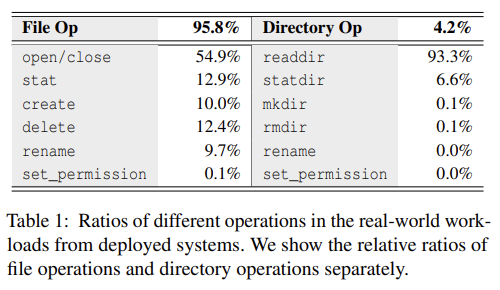 File Op 95.8% Directory Op 4.2%
open/close 54.9% readdir 93.3%
stat 12.9% statdir 6.6%
create 10.0% mkdir 0.1%
delete 12.4% rmdir 0.1%
rename 9.7% rename 0.0%
set_permission 0.1% set_permission 0.0%
Table 1: Ratios of different operations in the real-world work-
loads from deployed systems. We show the relative ratios of
file operations and directory operations separately.